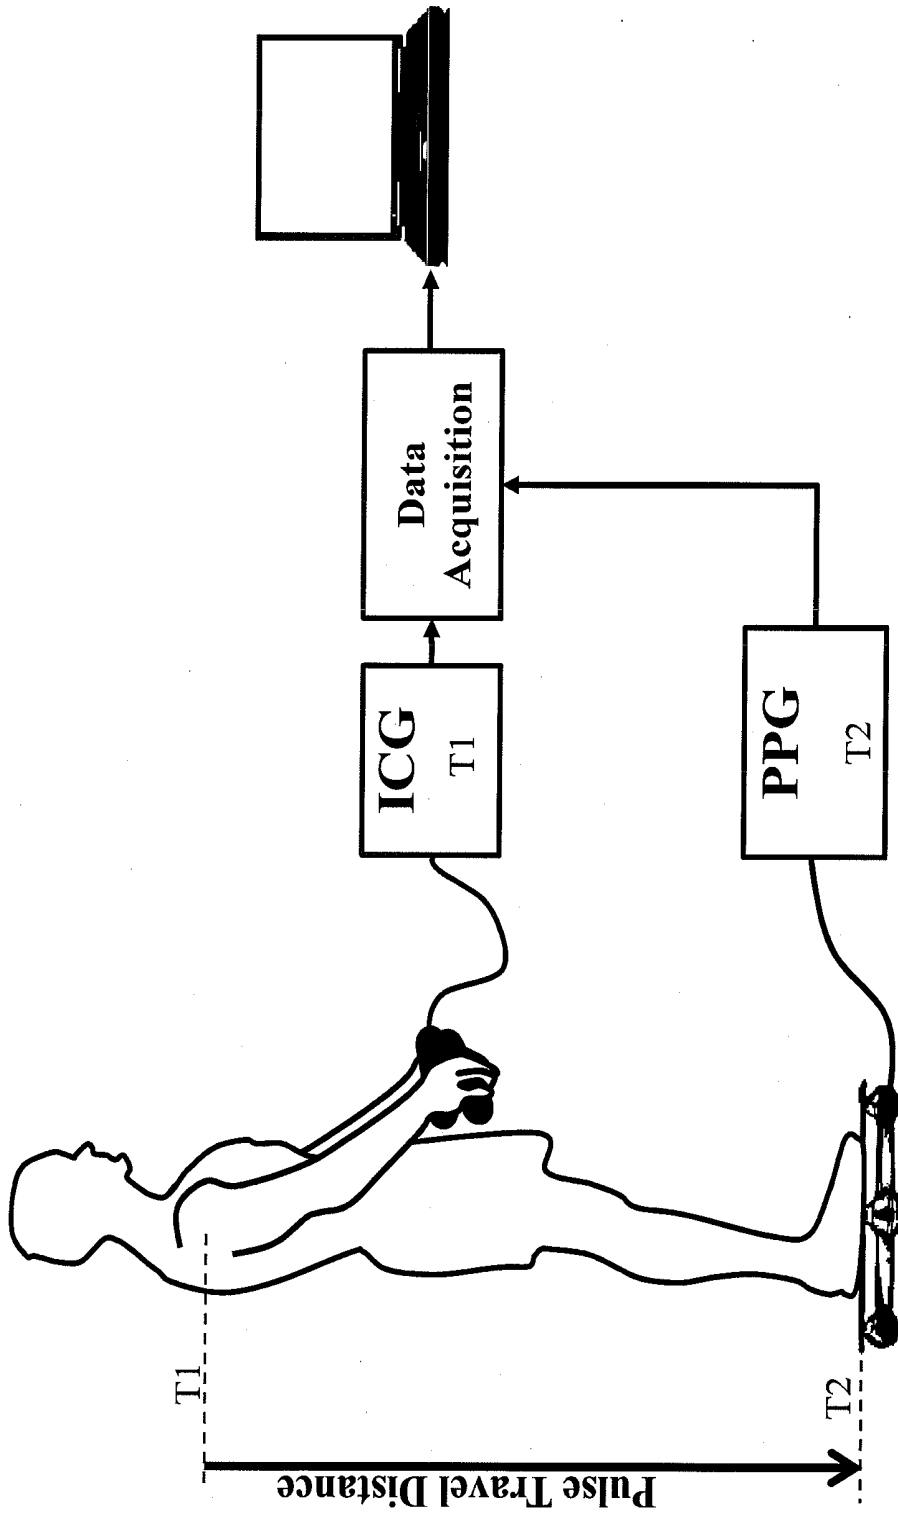 T1
Pulse Travel Distance
T2
ICG
T1
Data
Acquisition
PPG
T2